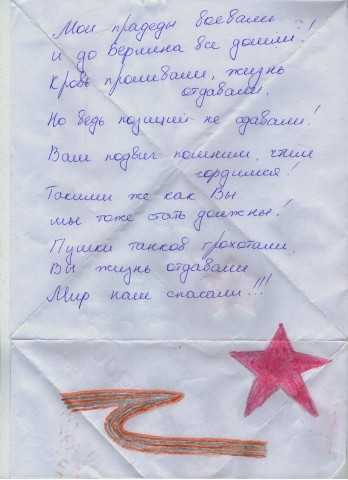 Мои прадеды воевали
и до Берлина все дошли!
Кровь проливали, жизнь
отдавали,
Но ведь позиций не сдавали!
Ваш подвиг помним, чтим
гордимся!
Такими же как Вы
мы тоже стать должны!
Пушки танков грохотали,
Вы жизнь отдавали
Мир нам спасали!!!